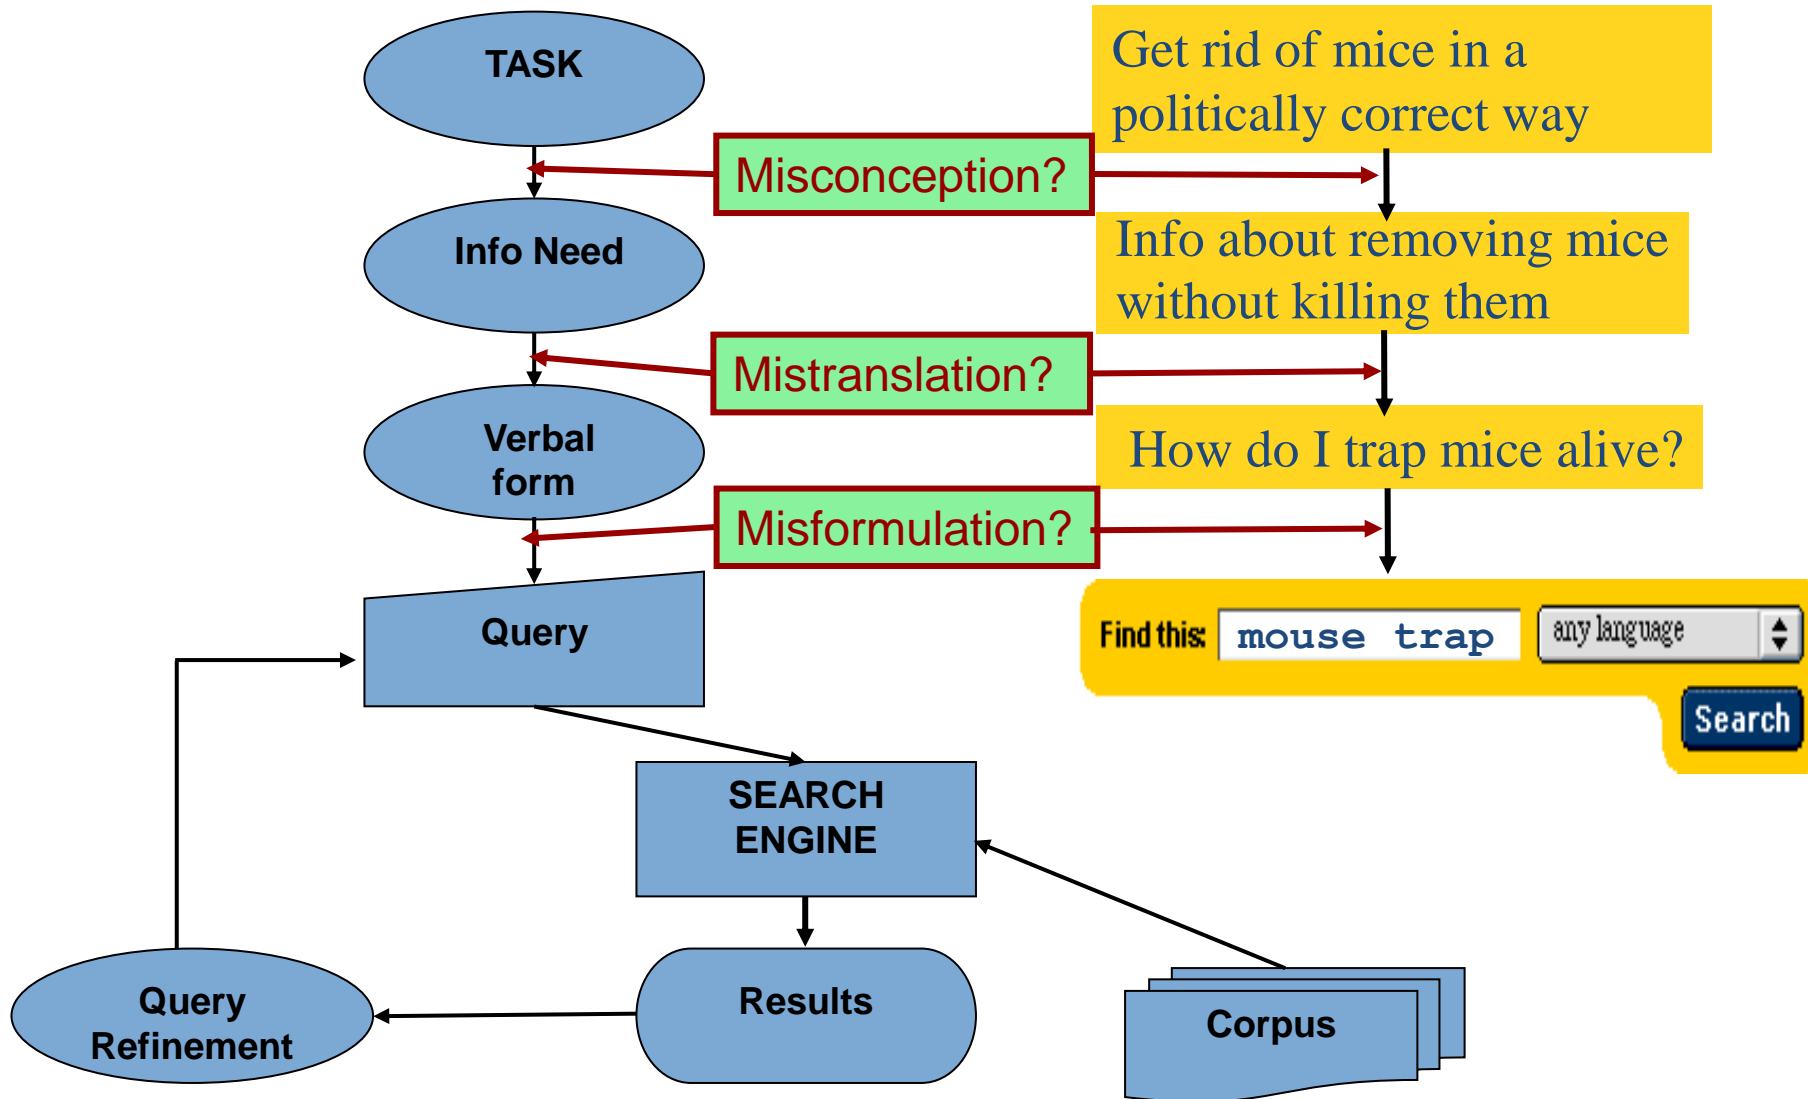 TASK
Get rid of mice in a
politically correct way
Misconception?
Info Need
Info about removing mice
without killing them
Mistranslation?
Verbal
form
How do I trap mice alive?
Misformulation?
Query
Find this: mouse trap any language
Search
SEARCH
ENGINE
Results
Query
Refinement
Corpus